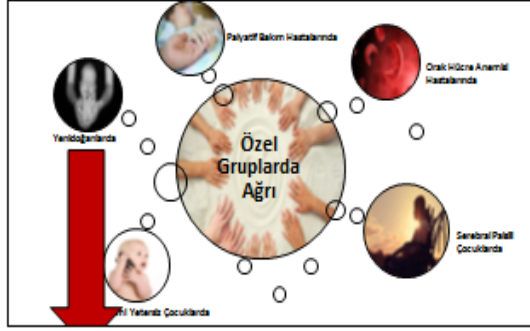 Palyatif Bakım Hastalarında
Orak Hücre Anemisi
Hastalarında
Yenidoğanlarda
Özel
Gruplarda
Ağrı
Serebral Palsili
Çocuklarda
Yetersiz Çocuklarda